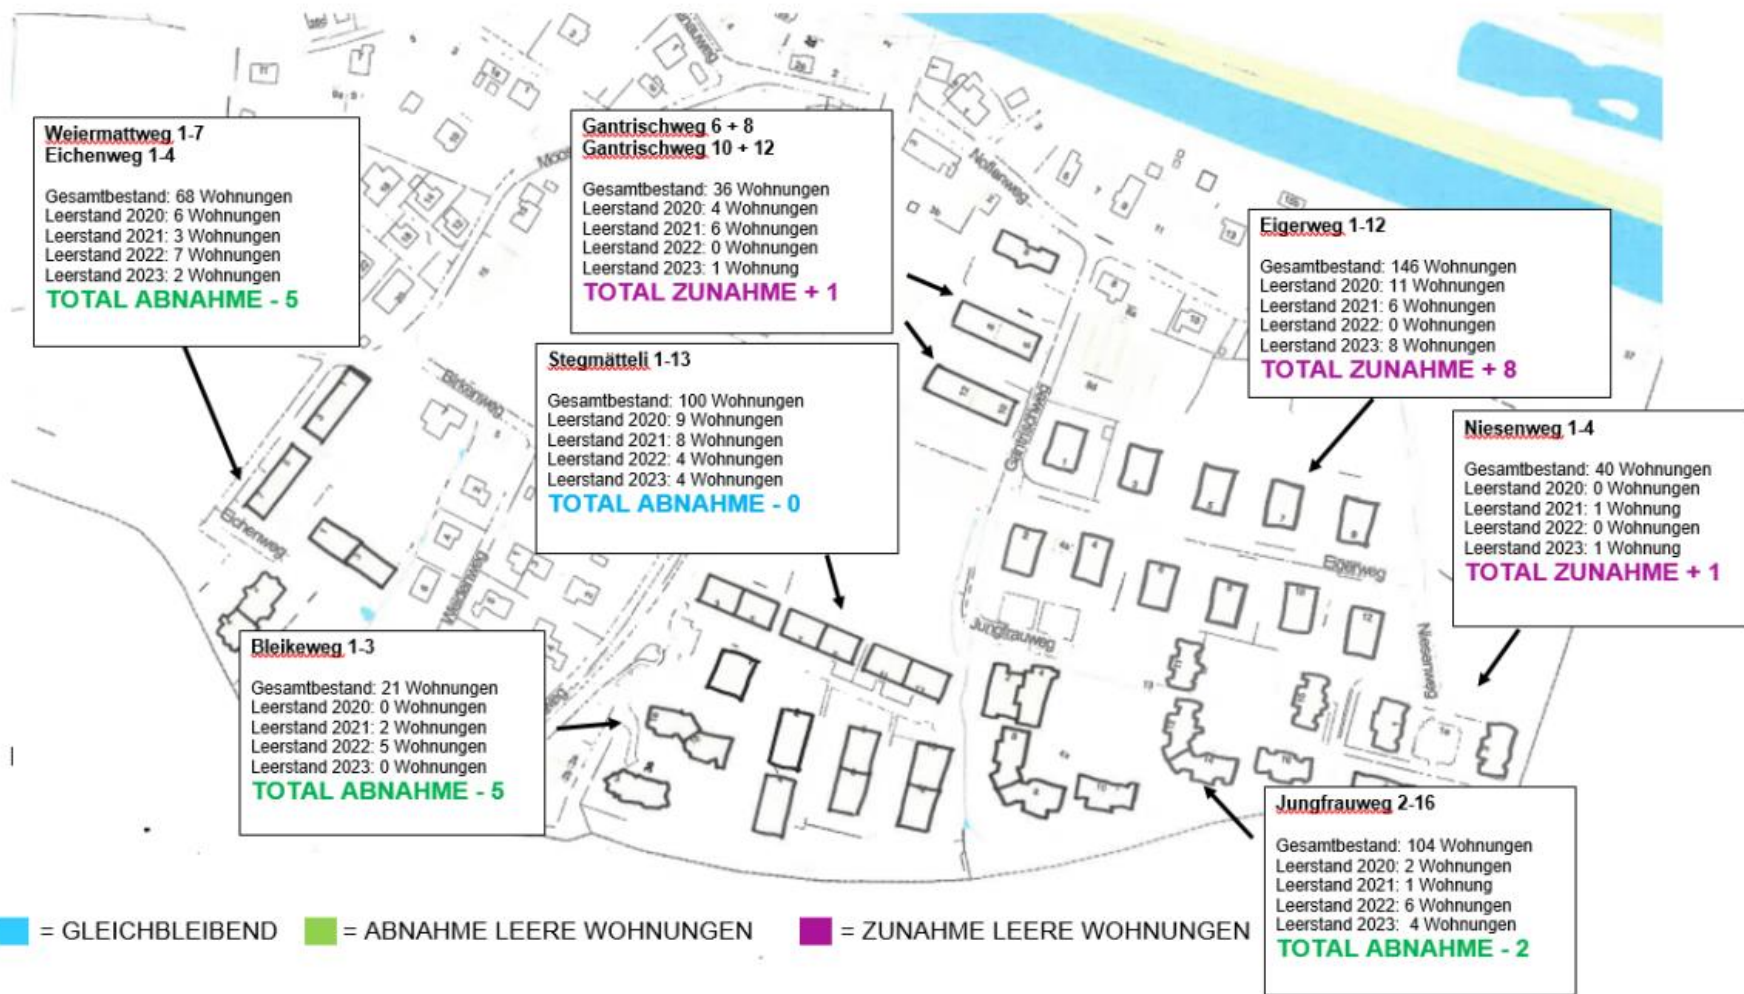 Weiermattweg 1-7
Eichenweg 1-4
Gesamtbestand: 68 Wohnungen
Leerstand 2020: 6 Wohnungen
Leerstand 2021: 3 Wohnungen
Leerstand 2022: 7 Wohnungen
Leerstand 2023: 2 Wohnungen
TOTAL ABNAHME - 5
Gantrischweg 6 + 8
Gantrischweg 10 + 12
Gesamtbestand: 36 Wohnungen
Leerstand 2020: 4 Wohnungen
Leerstand 2021: 6 Wohnungen
Leerstand 2022: 0 Wohnungen
Leerstand 2023: 1 Wohnung
TOTAL ZUNAHME + 1
Eigerweg 1-12
Gesamtbestand: 146 Wohnungen
Leerstand 2020: 11 Wohnungen
Leerstand 2021: 6 Wohnungen
Leerstand 2022: 0 Wohnungen
Leerstand 2023: 8 Wohnungen
TOTAL ZUNAHME + 8
Stegmätteli 1-13
Gesamtbestand: 100 Wohnungen
Leerstand 2020: 9 Wohnungen
Leerstand 2021: 8 Wohnungen
Leerstand 2022: 4 Wohnungen
Leerstand 2023: 4 Wohnungen
TOTAL ABNAHME - 0
Niesenweg 1-4
Gesamtbestand: 40 Wohnungen
Leerstand 2020: 0 Wohnungen
Leerstand 2021: 1 Wohnung
Leerstand 2022: 0 Wohnungen
Leerstand 2023: 1 Wohnung
TOTAL ZUNAHME + 1
Bleikeweg 1-3
Gesamtbestand: 21 Wohnungen
Leerstand 2020: 0 Wohnungen
Leerstand 2021: 2 Wohnungen
Leerstand 2022: 5 Wohnungen
Leerstand 2023: 0 Wohnungen
TOTAL ABNAHME - 5
Jungfrauweg 2-16
Gesamtbestand: 104 Wohnungen
Leerstand 2020: 2 Wohnungen
Leerstand 2021: 1 Wohnung
Leerstand 2022: 6 Wohnungen
Leerstand 2023: 4 Wohnungen
TOTAL ABNAHME - 2
Noflenweg
Birkenweg
Gantrischweg
Eichenweg
Weidenweg
Eigerweg
Jungfrauweg
Niesenweg
= GLEICHBLEIBEND
= ABNAHME LEERE WOHNUNGEN
= ZUNAHME LEERE WOHNUNGEN